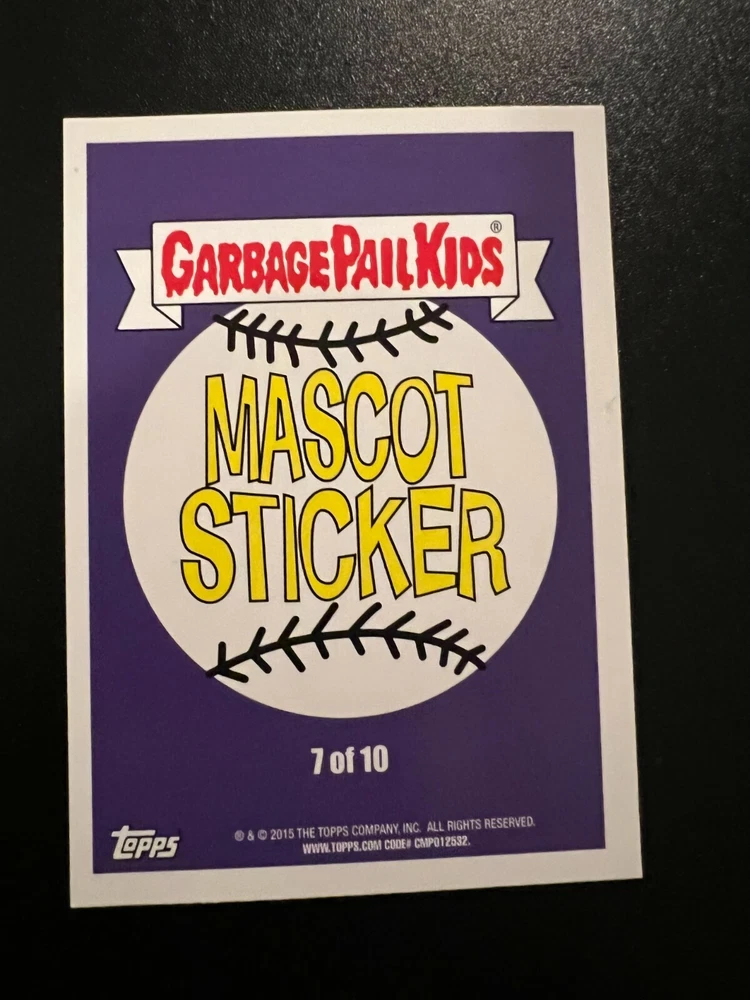 GARBAGE PAIL KIDS®
MASCOT
STICKER
7 of 10
® & © 2015 THE TOPPS COMPANY, INC. ALL RIGHTS RESERVED.
WWW.TOPPS.COM CODE# CMP012532.
TOPPS